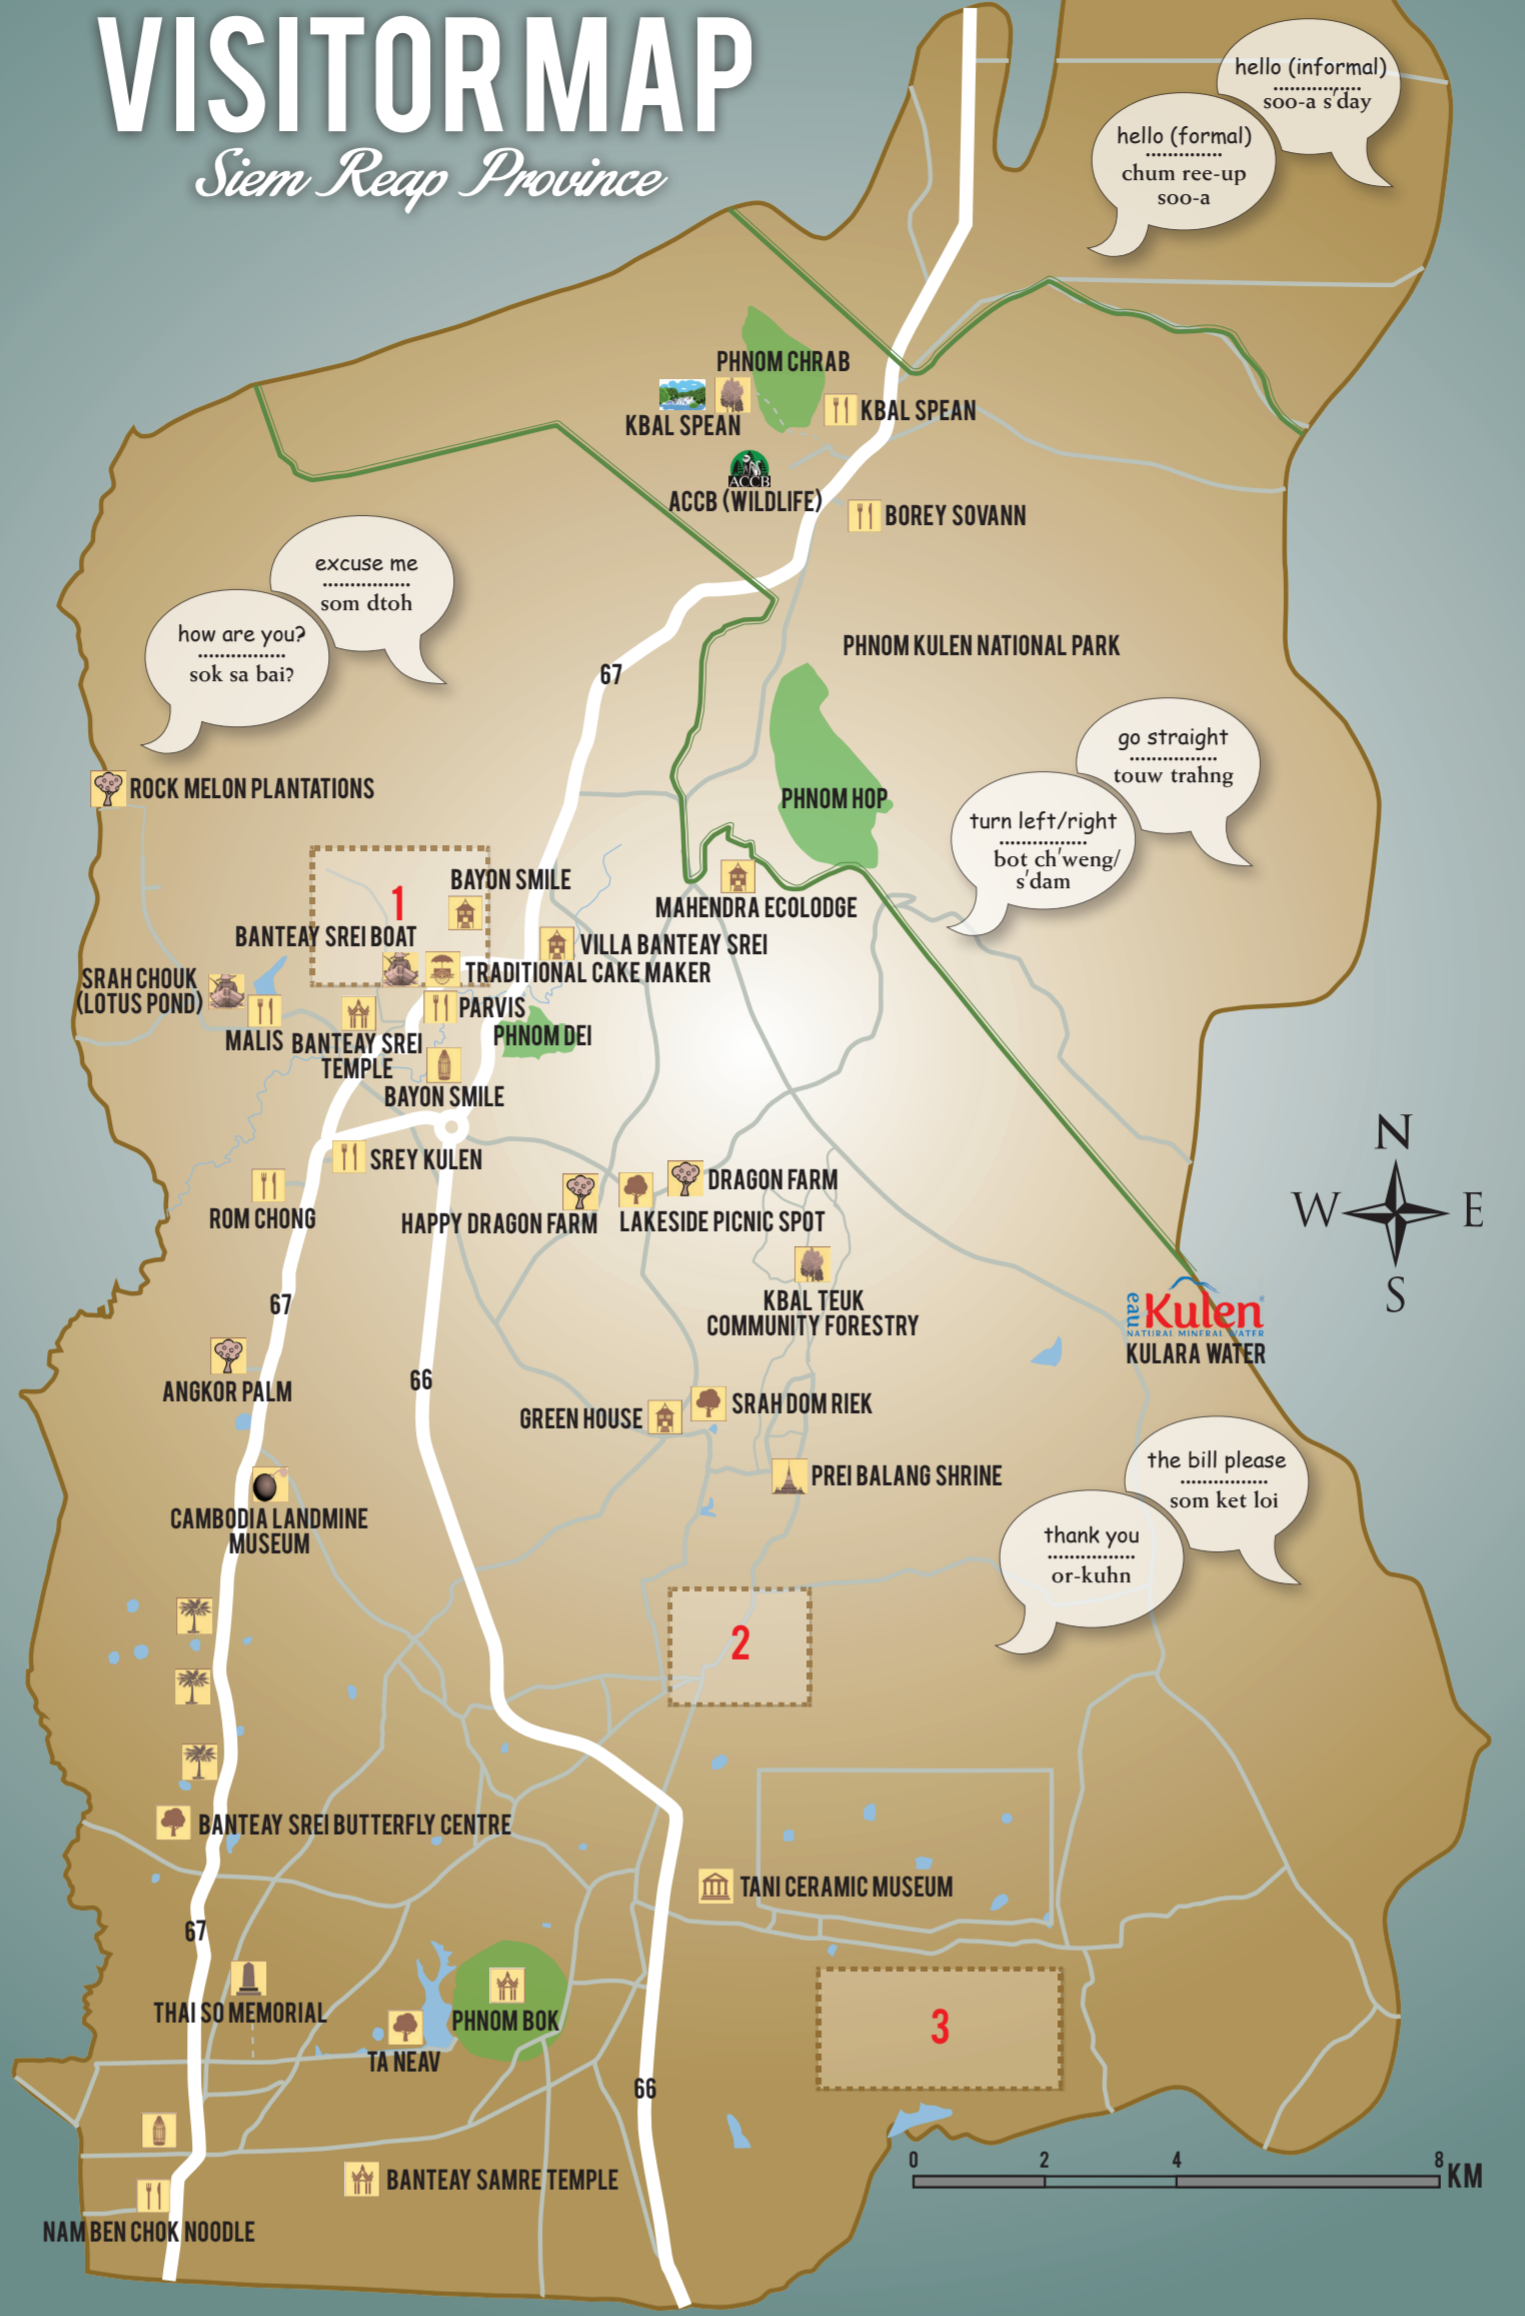 VISITOR MAP
Siem Reap Province
hello (informal)
soo-a s'day
hello (formal)
chum ree-up
soo-a
PHNOM CHRAB
KBAL SPEAN
KBAL SPEAN
ACCB
ACCB (WILDLIFE)
BOREY SOVANN
excuse me
som dtoh
how are you?
sok sa bai?
PHNOM KULEN NATIONAL PARK
67
go straight
touw trahng
turn left/right
bot ch'weng/
s'dam
ROCK MELON PLANTATIONS
PHNOM HOP
BAYON SMILE
1
MAHENDRA ECOLODGE
BANTEAY SREI BOAT
VILLA BANTEAY SREI
TRADITIONAL CAKE MAKER
SRAH CHOUK
(LOTUS POND)
PARVIS
PHNOM DEI
MALIS
BANTEAY SREI
TEMPLE
BAYON SMILE
SREY KULEN
ROM CHONG
DRAGON FARM
HAPPY DRAGON FARM
LAKESIDE PICNIC SPOT
N
W
E
S
KBAL TEUK
COMMUNITY FORESTRY
67
eau
Kulen
NATURAL MINERAL WATER
KULARA WATER
66
ANGKOR PALM
GREEN HOUSE
SRAH DOM RIEK
PREI BALANG SHRINE
the bill please
som ket loi
thank you
or-kuhn
CAMBODIA LANDMINE
MUSEUM
2
BANTEAY SREI BUTTERFLY CENTRE
TANI CERAMIC MUSEUM
67
THAI SO MEMORIAL
PHNOM BOK
TA NEAV
3
66
BANTEAY SAMRE TEMPLE
NAM BEN CHOK NOODLE
0 2 4 8 KM